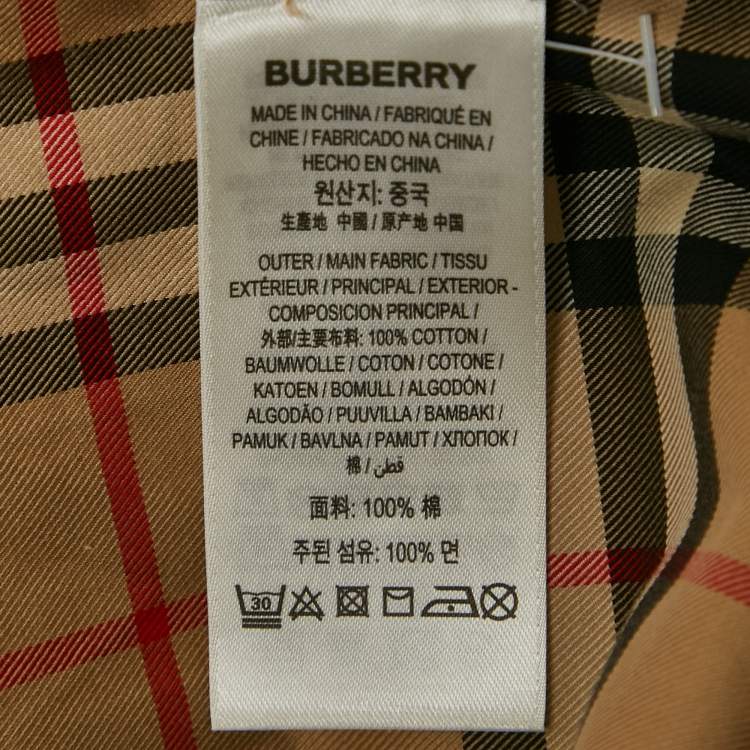 BURBERRY
MADE IN CHINA / FABRIQUÉ EN
CHINE / FABRICADO NA CHINA /
HECHO EN CHINA
원산지: 중국
生產地 中國 / 原产地 中国
OUTER / MAIN FABRIC / TISSU
EXTÉRIEUR / PRINCIPAL / EXTERIOR -
COMPOSICION PRINCIPAL /
外部/主要布料: 100% COTTON /
BAUMWOLLE / COTON / COTONE /
KATOEN / BOMULL / ALGODÓN /
ALGODÃO / PUUVILLA / BAMBAKI /
PAMUK / BAVLNA / PAMUT / ХЛОПОК /
棉 / قطن
面料: 100% 棉
주된 섬유: 100% 면
30